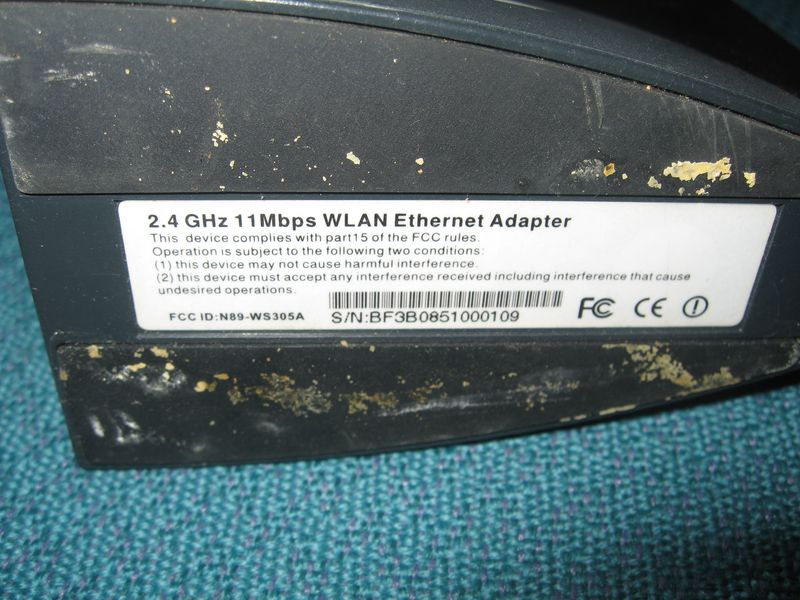 2.4 GHz 11Mbps WLAN Ethernet Adapter
This device complies with part15 of the FCC rules.
Operation is subject to the following two conditions:
(1) this device may not cause harmful interference.
(2) this device must accept any interference received including interference that cause
undesired operations.
FCC ID:N89-WS305A
S/N:BF3B0851000109
FC CE